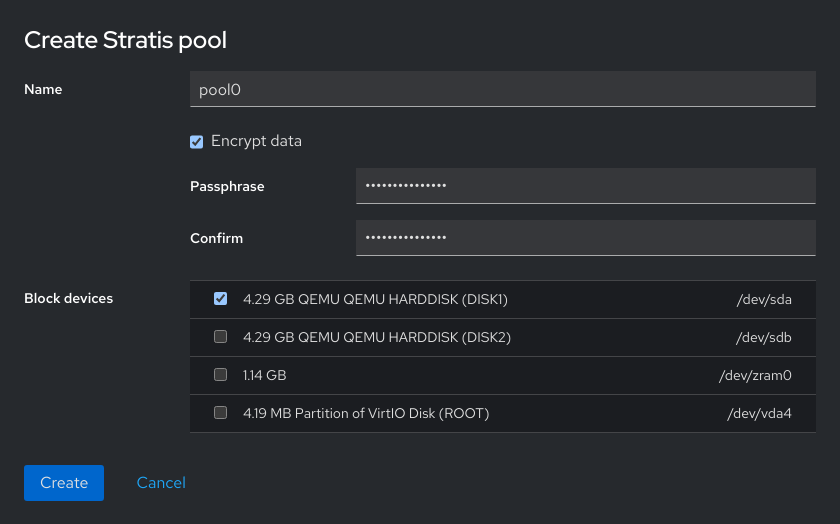 Create Stratis pool
Name
pool0
Encrypt data
Passphrase
•••••••••••••••
Confirm
•••••••••••••••
Block devices
4.29 GB QEMU QEMU HARDDISK (DISK1) /dev/sda
4.29 GB QEMU QEMU HARDDISK (DISK2) /dev/sdb
1.14 GB /dev/zram0
4.19 MB Partition of VirtIO Disk (ROOT) /dev/vda4
Create Cancel